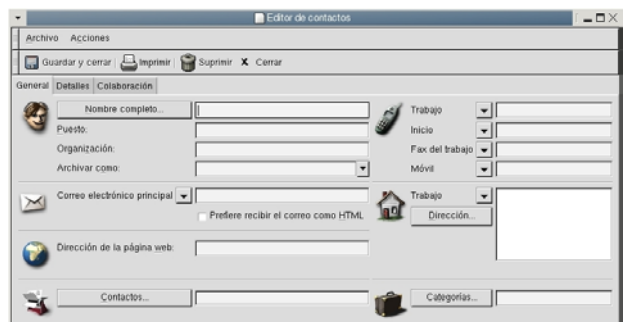 Editor de contactos
Archivo Acciones
Guardar y cerrar Imprimir Suprimir Cerrar
General Detalles Colaboración
Nombre completo...
Puesto:
Organización:
Archivar como:
Trabajo
Inicio
Fax del trabajo
Móvil
Correo electrónico principal
Prefiere recibir el correo como HTML
Trabajo
Dirección...
Dirección de la página web:
Contactos...
Categorías...